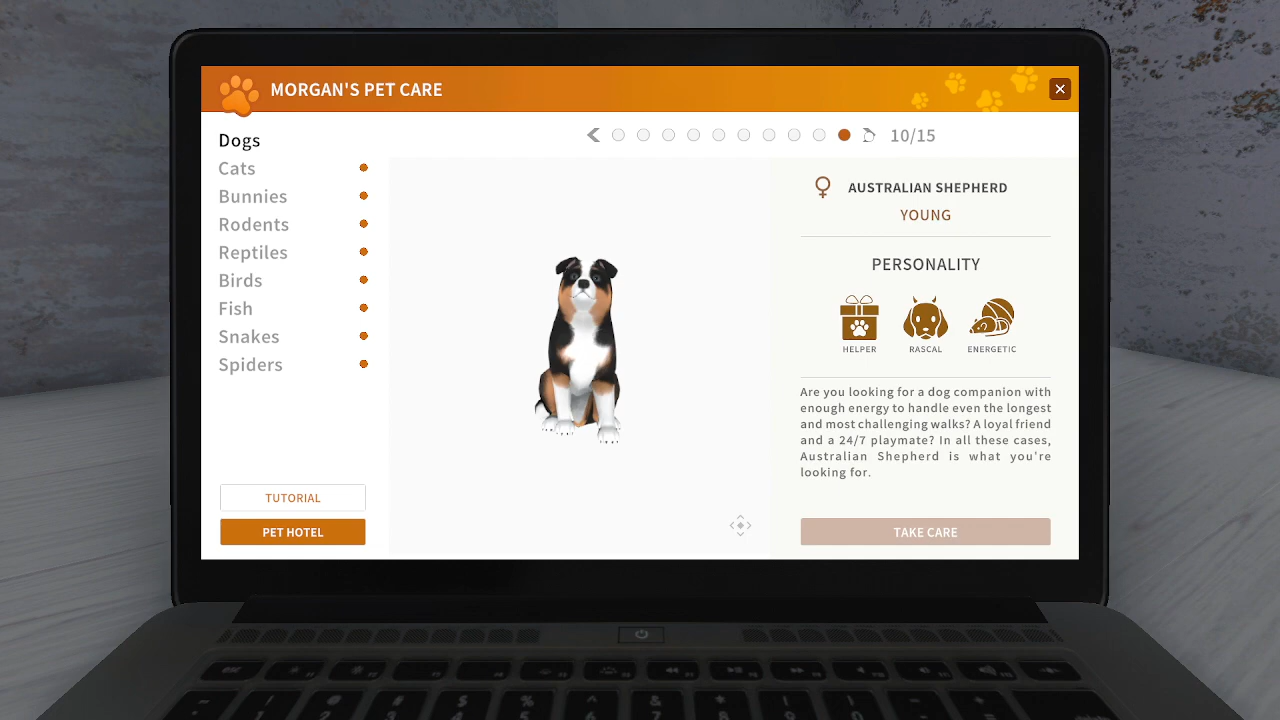 MORGAN'S PET CARE
Dogs
Cats
Bunnies
Rodents
Reptiles
Birds
Fish
Snakes
Spiders
TUTORIAL
PET HOTEL
10/15
AUSTRALIAN SHEPHERD
YOUNG
PERSONALITY
HELPER RASCAL ENERGETIC
Are you looking for a dog companion with
enough energy to handle even the longest
and most challenging walks? A loyal friend
and a 24/7 playmate? In all these cases,
Australian Shepherd is what you're
looking for.
TAKE CARE